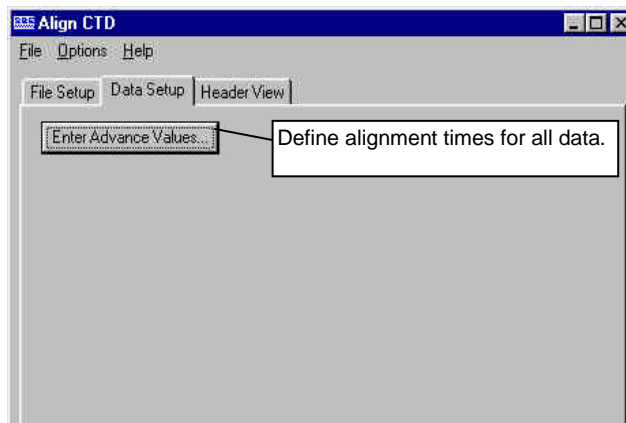 Align CTD
File Options Help
File Setup Data Setup Header View
Enter Advance Values...
Define alignment times for all data.